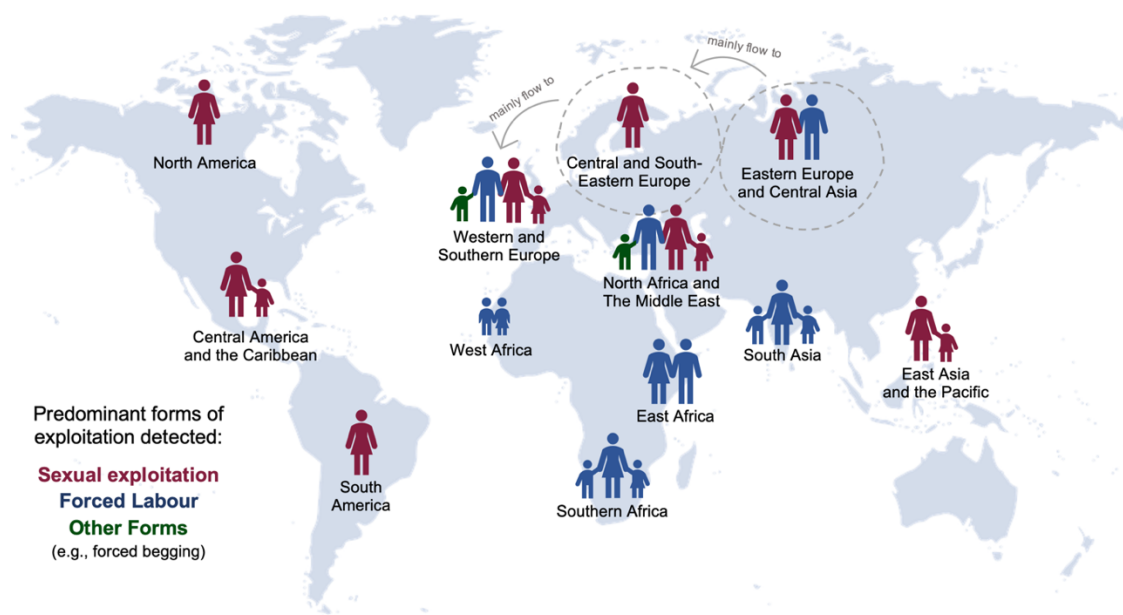 mainly flow to
mainly flow to
North America
Central and South-
Eastern Europe
Eastern Europe
and Central Asia
Western and
Southern Europe
North Africa and
The Middle East
Central America
and the Caribbean
West Africa
South Asia
East Asia
and the Pacific
East Africa
Predominant forms of
exploitation detected:
Sexual exploitation
Forced Labour
Other Forms
(e.g., forced begging)
South
America
Southern Africa